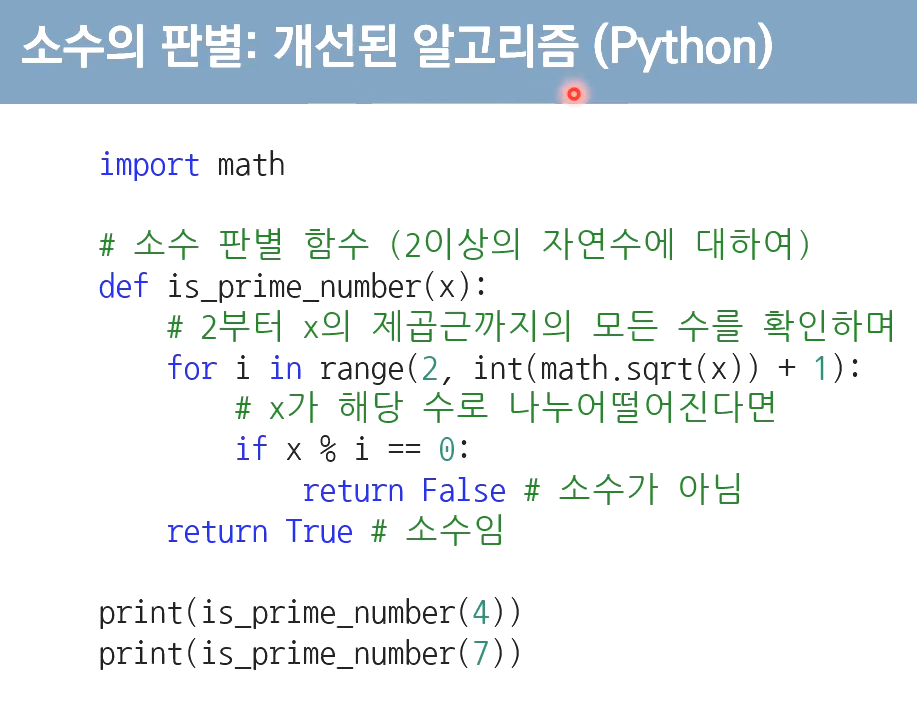 소수의 판별: 개선된 알고리즘 (Python)
import math
# 소수 판별 함수 (2이상의 자연수에 대하여)
def is_prime_number(x):
    # 2부터 x의 제곱근까지의 모든 수를 확인하며
    for i in range(2, int(math.sqrt(x)) + 1):
        # x가 해당 수로 나누어떨어진다면
        if x % i == 0:
            return False # 소수가 아님
    return True # 소수임
print(is_prime_number(4))
print(is_prime_number(7))